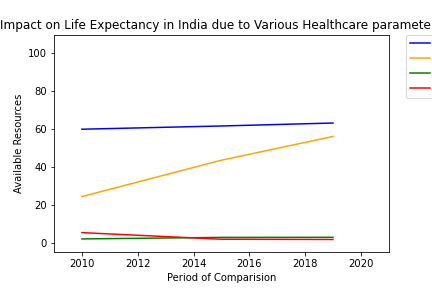 Impact on Life Expectancy in India due to Various Healthcare paramete
100
80
60
40
20
0
Available Resources
2010 2012 2014 2016 2018 2020
Period of Comparision